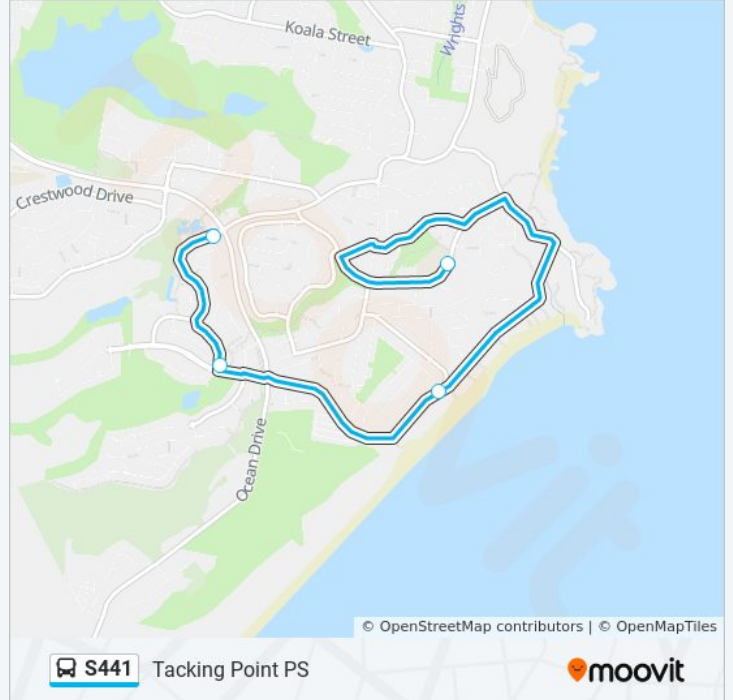 Koala Street
Wrights
Crestwood Drive
Ocean Drive
© OpenStreetMap contributors | © OpenMapTiles
S441 Tacking Point PS
moovit